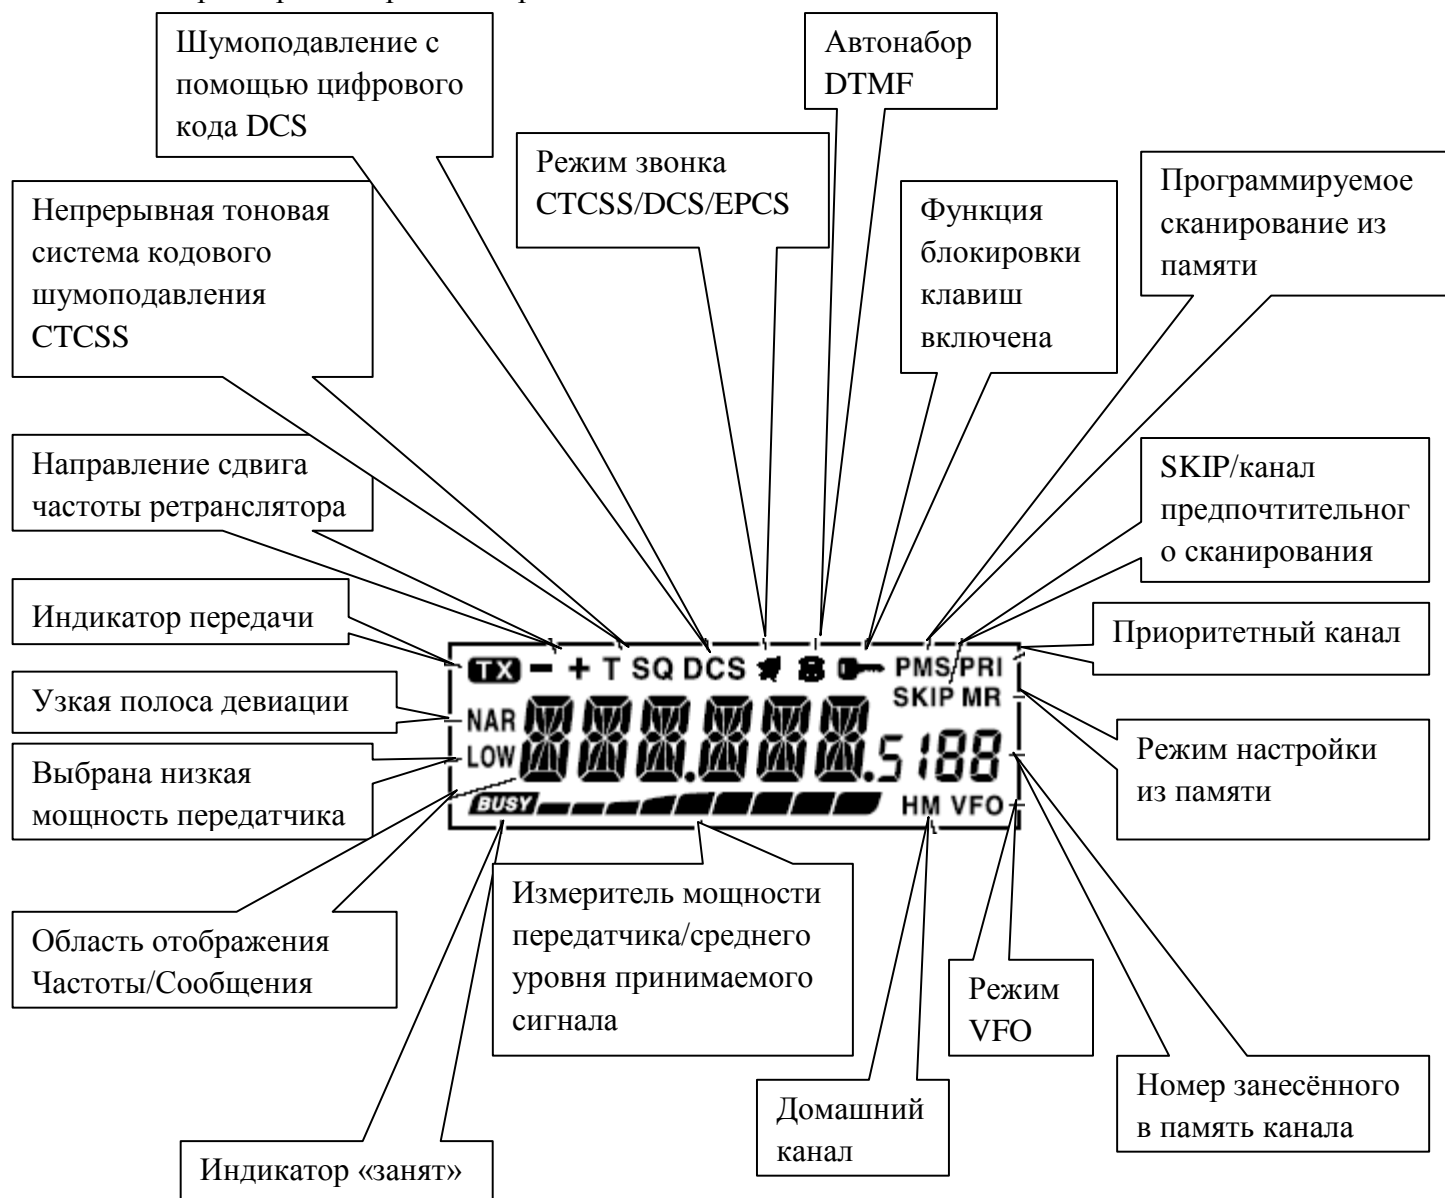 Шумоподавление с
помощью цифрового
кода DCS
Автонабор
DTMF
Режим звонка
CTCSS/DCS/EPCS
Непрерывная тоновая
система кодового
шумоподавления
CTCSS
Функция
блокировки
клавиш
включена
Программируемое
сканирование из
памяти
Направление сдвига
частоты ретранслятора
SKIP/канал
предпочтительног
о сканирования
Индикатор передачи
Приоритетный канал
Узкая полоса девиации
Выбрана низкая
мощность передатчика
Режим настройки
из памяти
TX - + T SQ DCS PMS PRI
SKIP MR
NAR
LOW
.5188
BUSY HM VFO
Область отображения
Частоты/Сообщения
Измеритель мощности
передатчика/среднего
уровня принимаемого
сигнала
Режим
VFO
Домашний
канал
Номер занесённого
в память канала
Индикатор «занят»